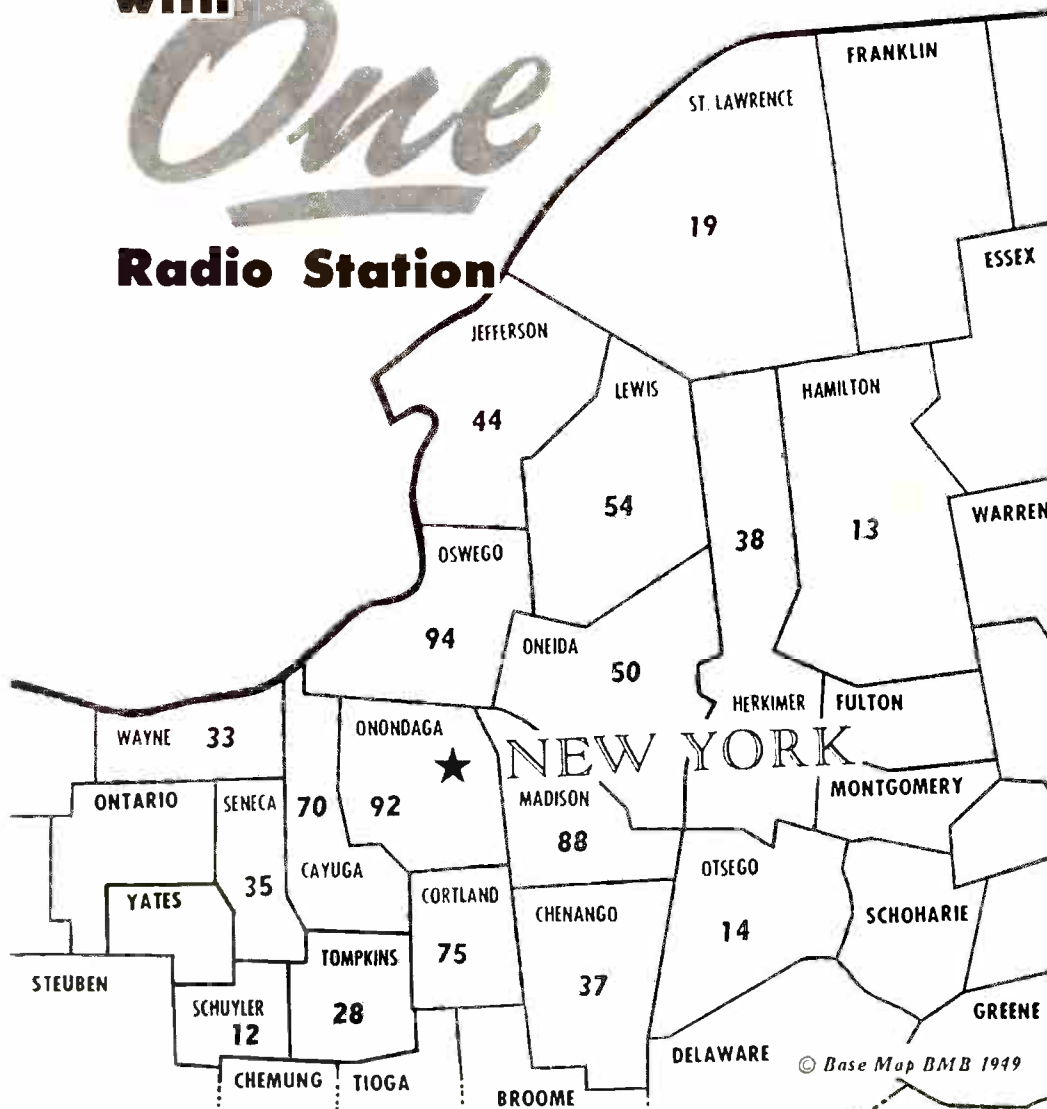 with
One
Radio Station
FRANKLIN
ST. LAWRENCE
19
ESSEX
JEFFERSON
44
LEWIS
54
HAMILTON
38
13
WARREN
OSWEGO
94
ONEIDA
50
HERKIMER
FULTON
WAYNE 33
ONONDAGA
NEW YORK
ONTARIO
SENECA
70
92
MADISON
MONTGOMERY
88
CAYUGA
35
YATES
CORTLAND
CHENANGO
OTSEGO
SCHOHARIE
14
TOMPKINS
75
STEUBEN
37
SCHUYLER
12
28
GREENE
DELAWARE
© Base Map BMB 1949
CHEMUNG
TIOGA
BROOME